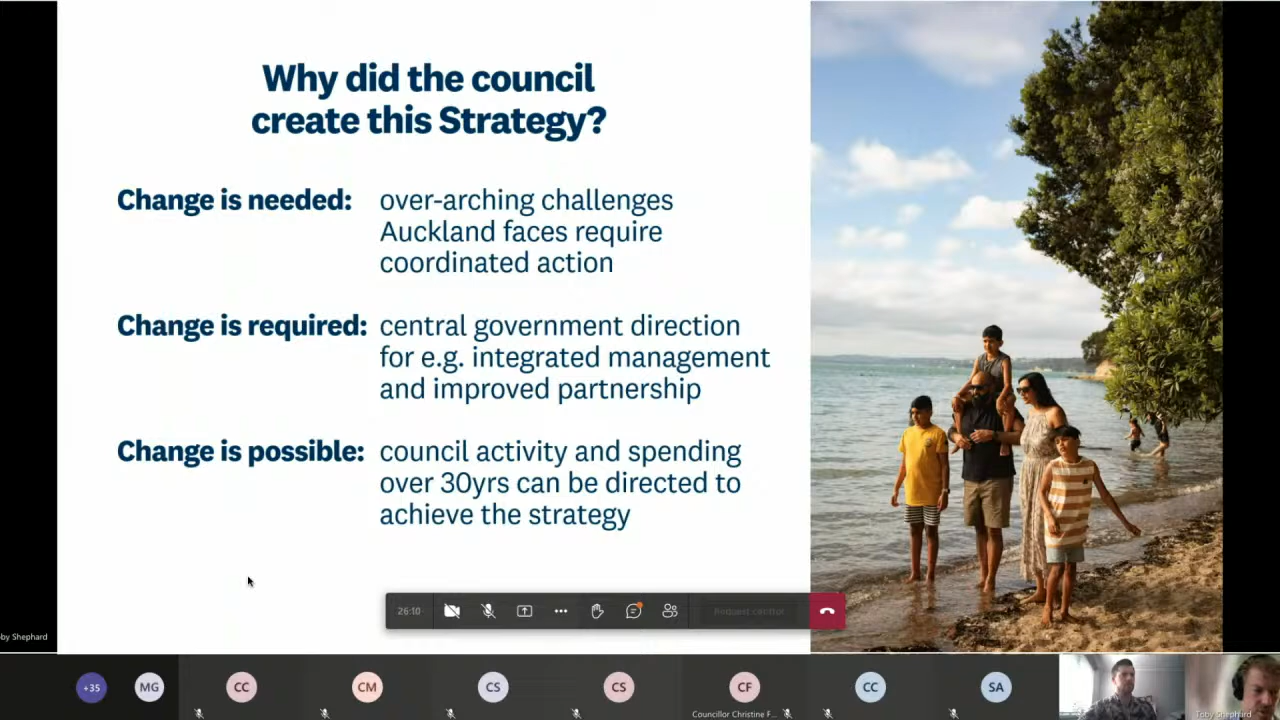 Why did the council
create this Strategy?
Change is needed: over-arching challenges
Auckland faces require
coordinated action
Change is required: central government direction
for e.g. integrated management
and improved partnership
Change is possible: council activity and spending
over 30yrs can be directed to
achieve the strategy
26:10
Request control
by Shephard
+35
MG
CC
CM
CS
CS
CF
CC
SA
Councillor Christine F...
Toby Shephard